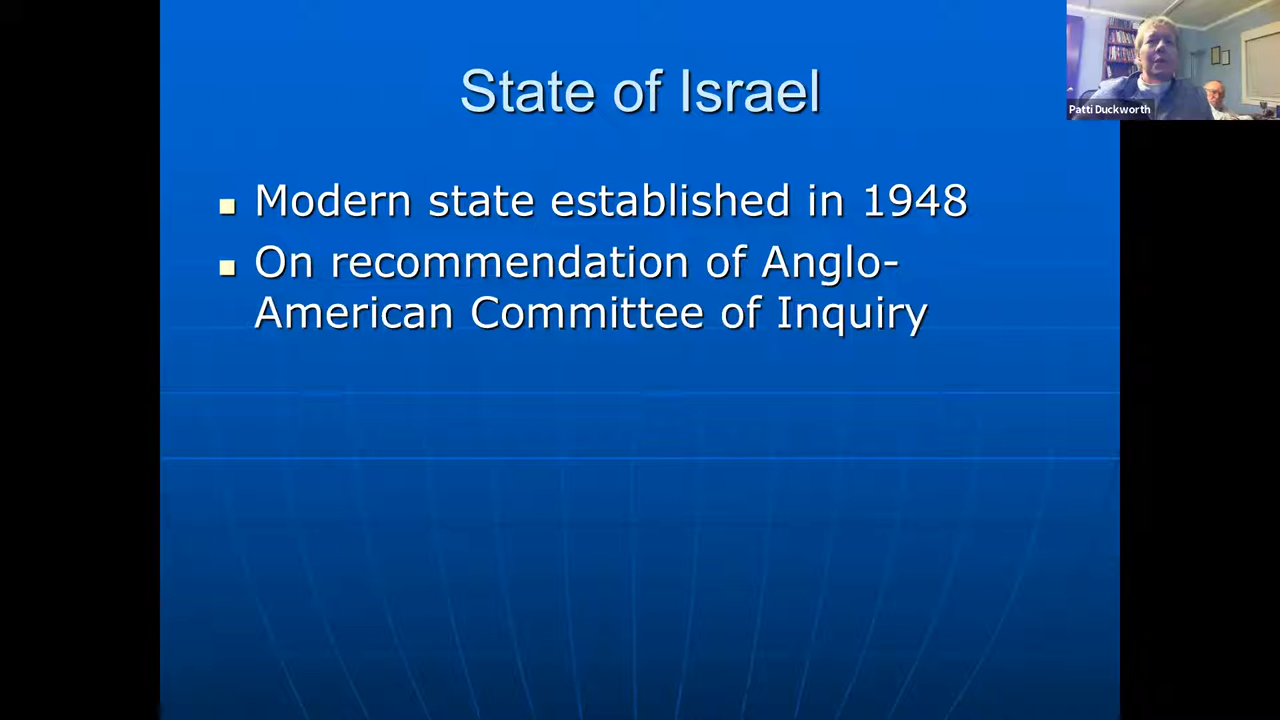 State of Israel
Modern state established in 1948
On recommendation of Anglo-
American Committee of Inquiry
Patti Duckworth